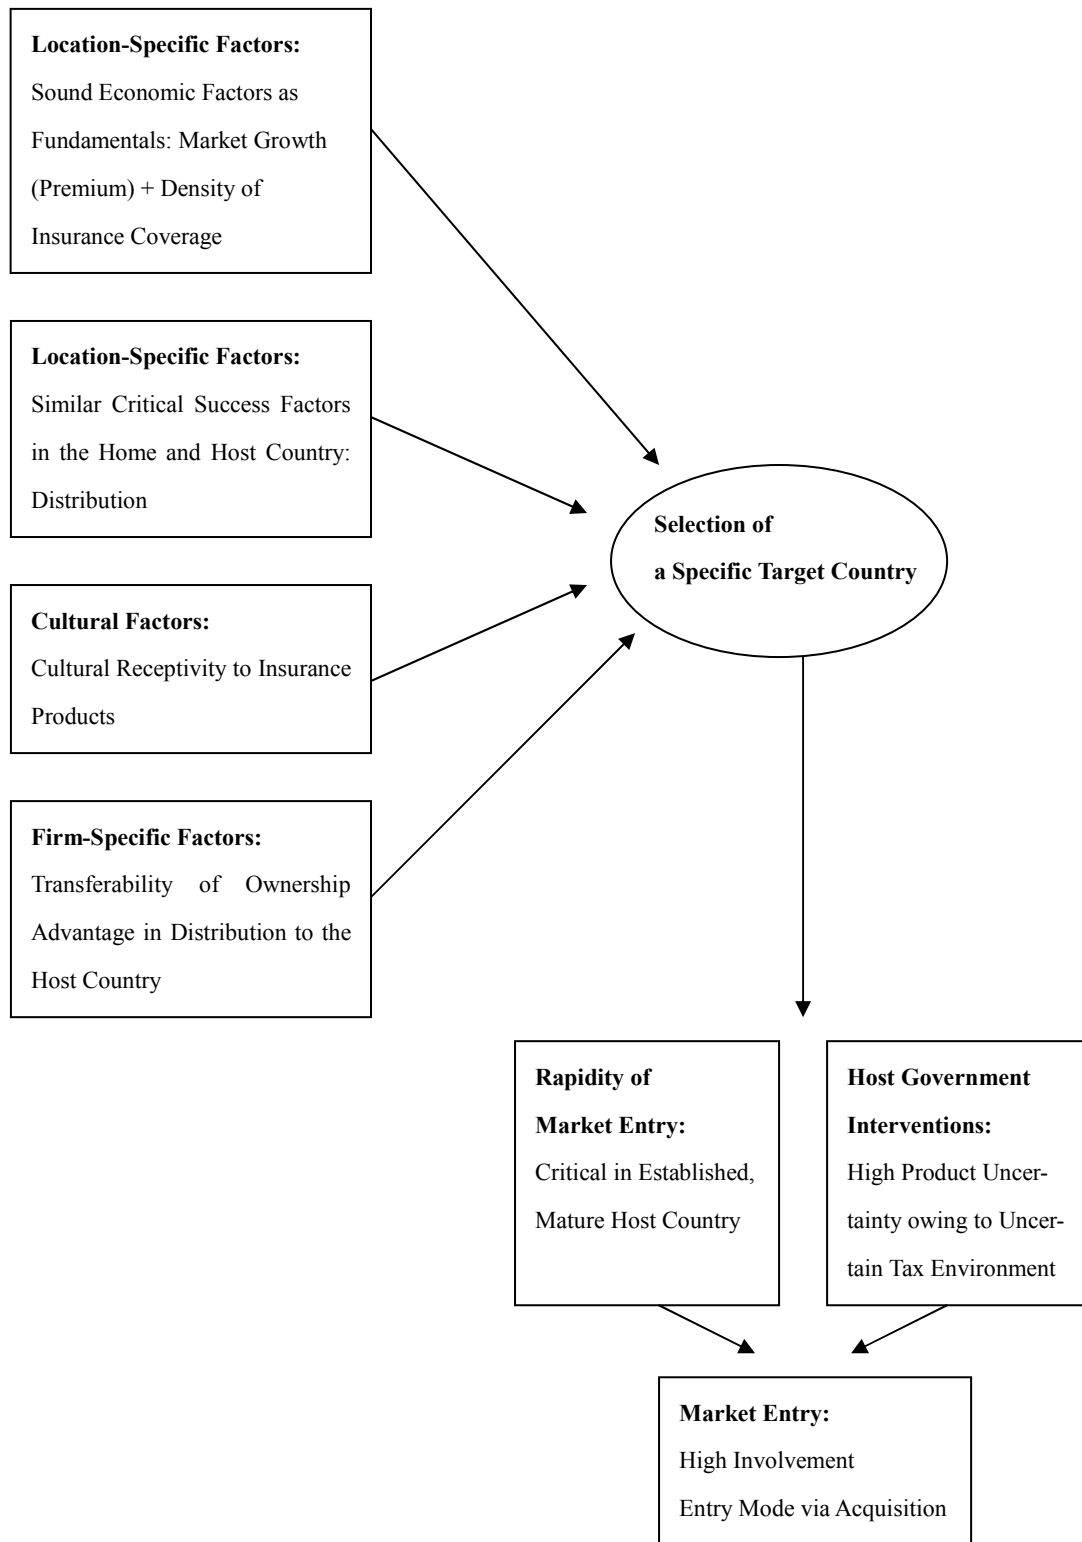 Location-Specific Factors:
Sound Economic Factors as
Fundamentals: Market Growth
(Premium) + Density of
Insurance Coverage
Location-Specific Factors:
Similar Critical Success Factors
in the Home and Host Country:
Distribution
Selection of
a Specific Target Country
Cultural Factors:
Cultural Receptivity to Insurance
Products
Firm-Specific Factors:
Transferability of Ownership
Advantage in Distribution to the
Host Country
Rapidity of
Market Entry:
Critical in Established,
Mature Host Country
Host Government
Interventions:
High Product Uncer-
tainty owing to Uncer-
tain Tax Environment
Market Entry:
High Involvement
Entry Mode via Acquisition